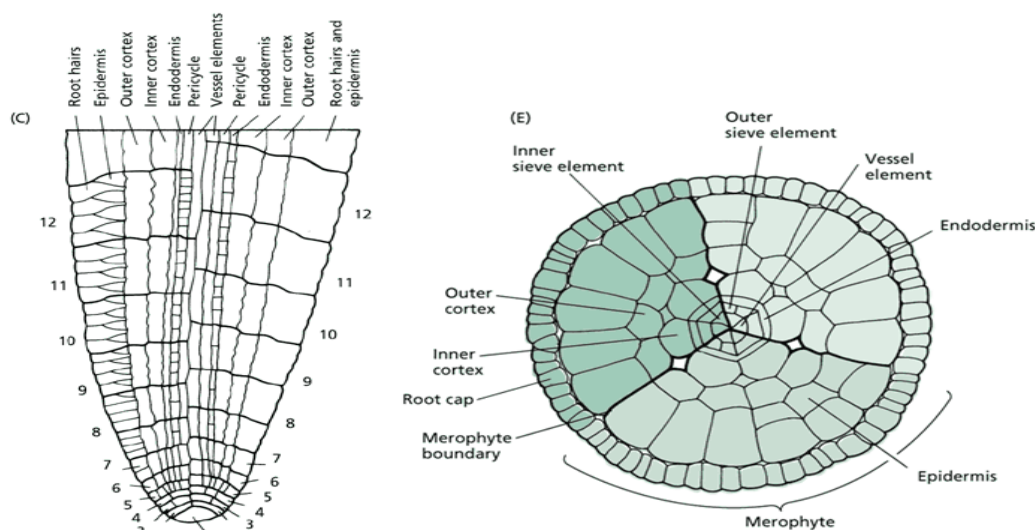 (C)
Root hairs
Epidermis
Outer cortex
Inner cortex
Endodermis
Pericycle
Vessel elements
Pericycle
Endodermis
Inner cortex
Outer cortex
Root hairs and
epidermis
12
11
10
9
8
7
6
5
4
12
11
10
9
8
7
6
5
4
3
(E)
Outer
sieve element
Inner
sieve element
Vessel
element
Endodermis
Outer
cortex
Inner
cortex
Root cap
Merophyte
boundary
Epidermis
Merophyte